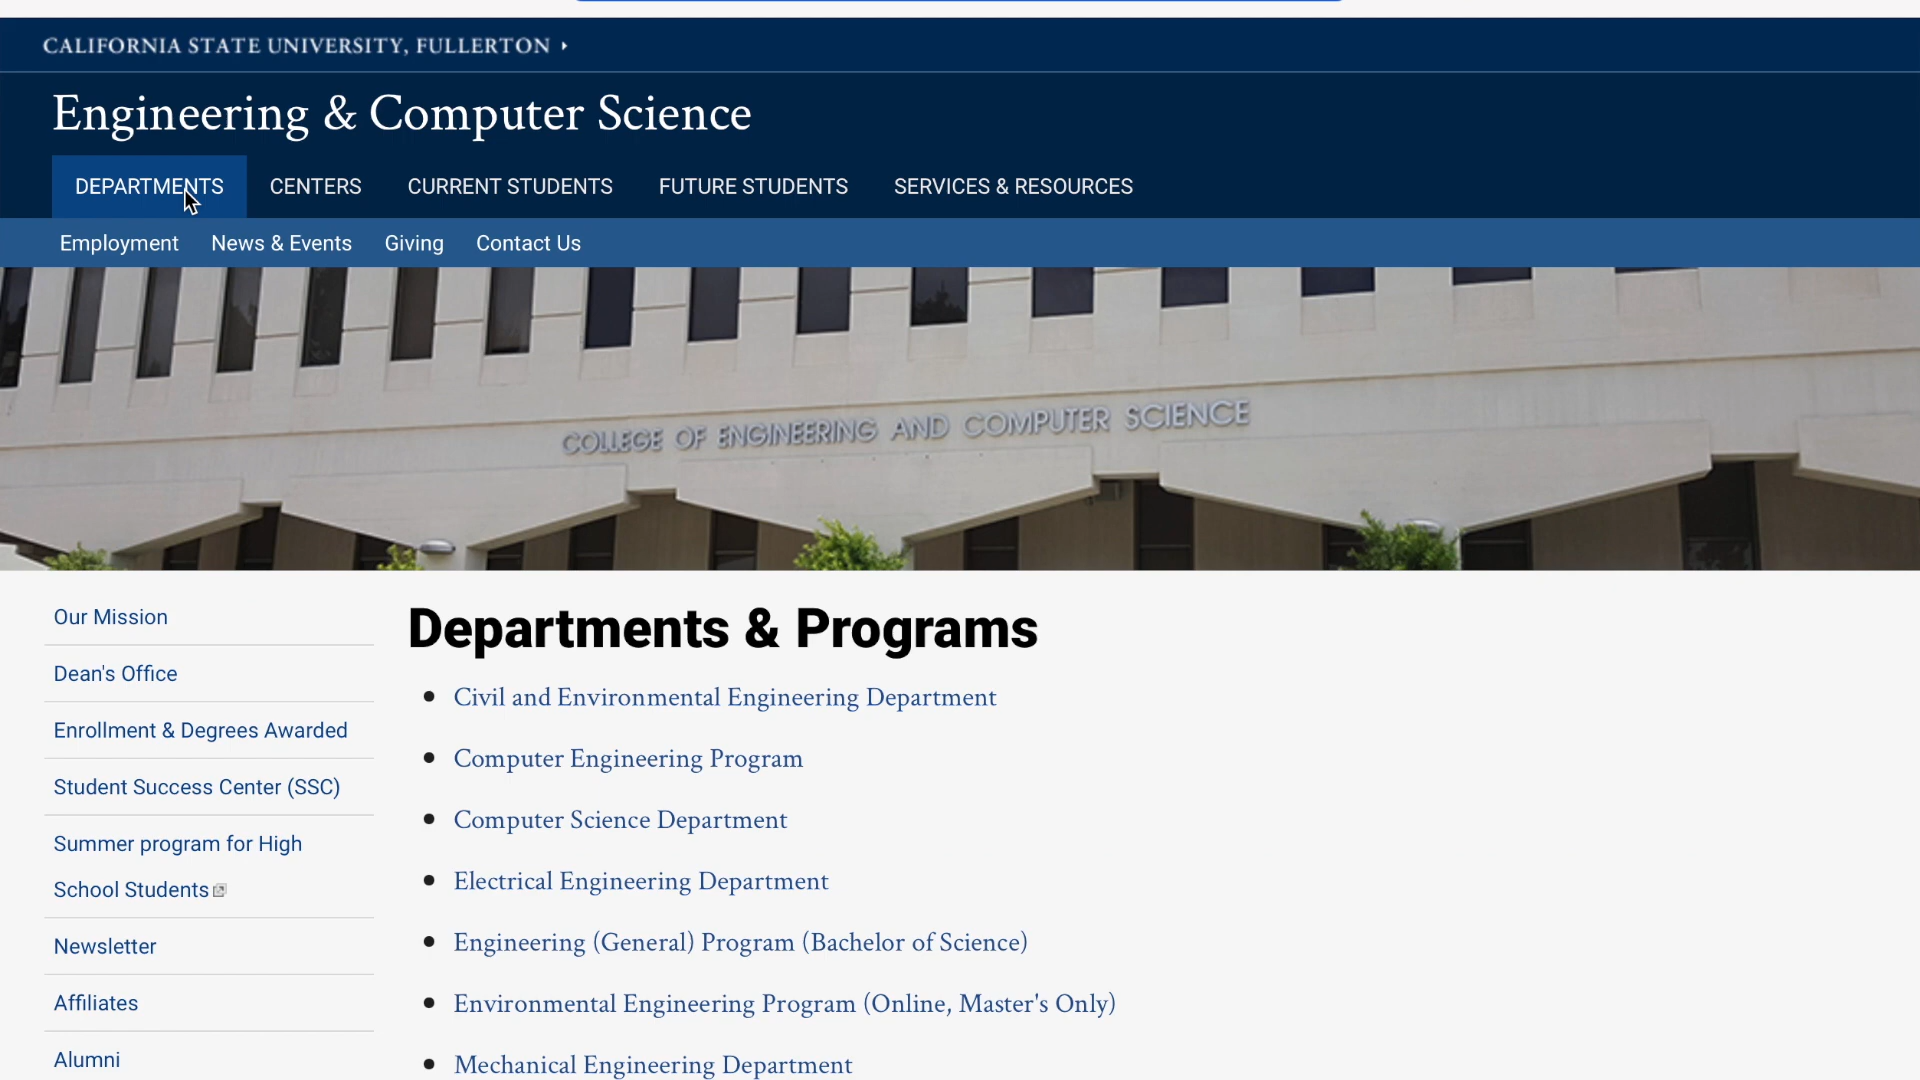 CALIFORNIA STATE UNIVERSITY, FULLERTON
Engineering & Computer Science
DEPARTMENTS CENTERS CURRENT STUDENTS FUTURE STUDENTS SERVICES & RESOURCES
Employment News & Events Giving Contact Us
COLLEGE OF ENGINEERING AND COMPUTER SCIENCE
Our Mission
Dean's Office
Enrollment & Degrees Awarded
Student Success Center (SSC)
Summer program for High
School Students
Newsletter
Affiliates
Alumni
Departments & Programs
Civil and Environmental Engineering Department
Computer Engineering Program
Computer Science Department
Electrical Engineering Department
Engineering (General) Program (Bachelor of Science)
Environmental Engineering Program (Online, Master's Only)
Mechanical Engineering Department